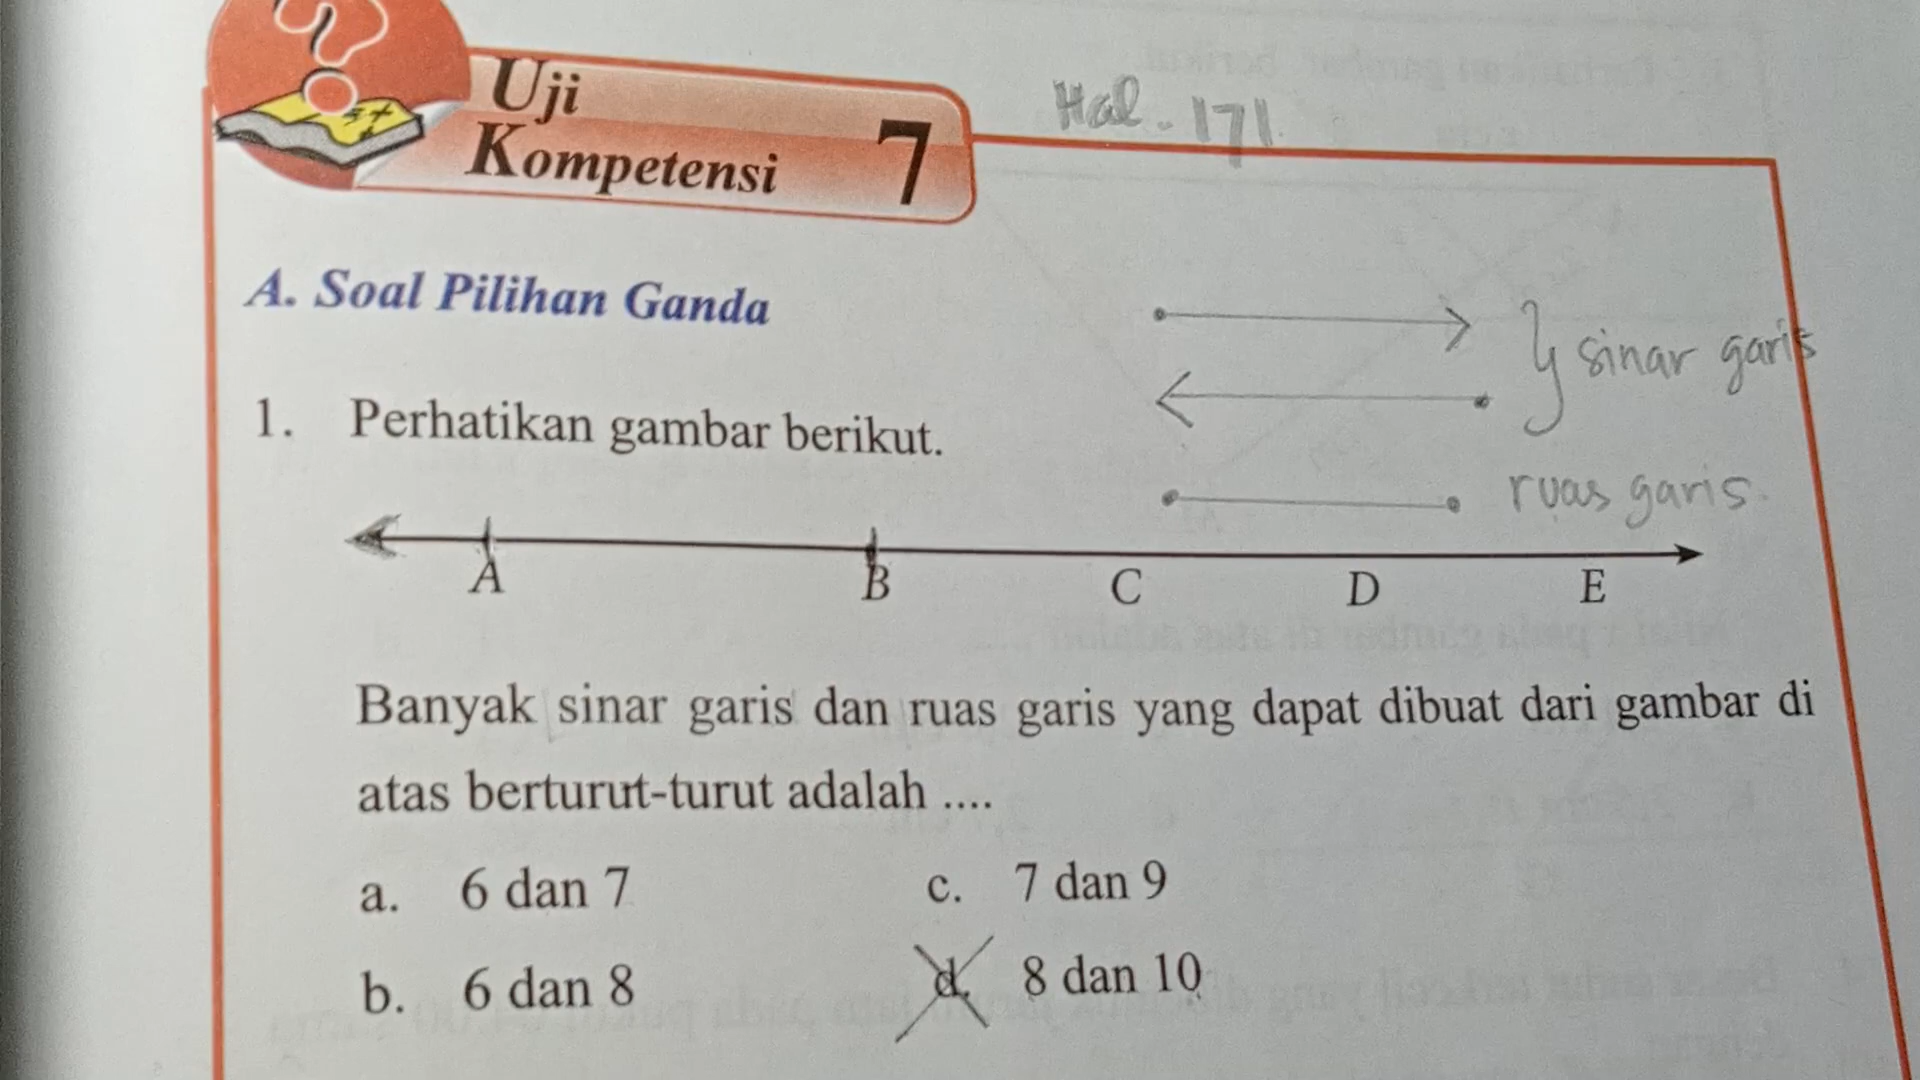 Uji
Kompetensi 7
Hal. 171.
A. Soal Pilihan Ganda
sinar garis
1. Perhatikan gambar berikut.
ruas garis.
A B C D E
Banyak sinar garis dan ruas garis yang dapat dibuat dari gambar di
atas berturut-turut adalah ....
a. 6 dan 7
c. 7 dan 9
b. 6 dan 8
d. 8 dan 10